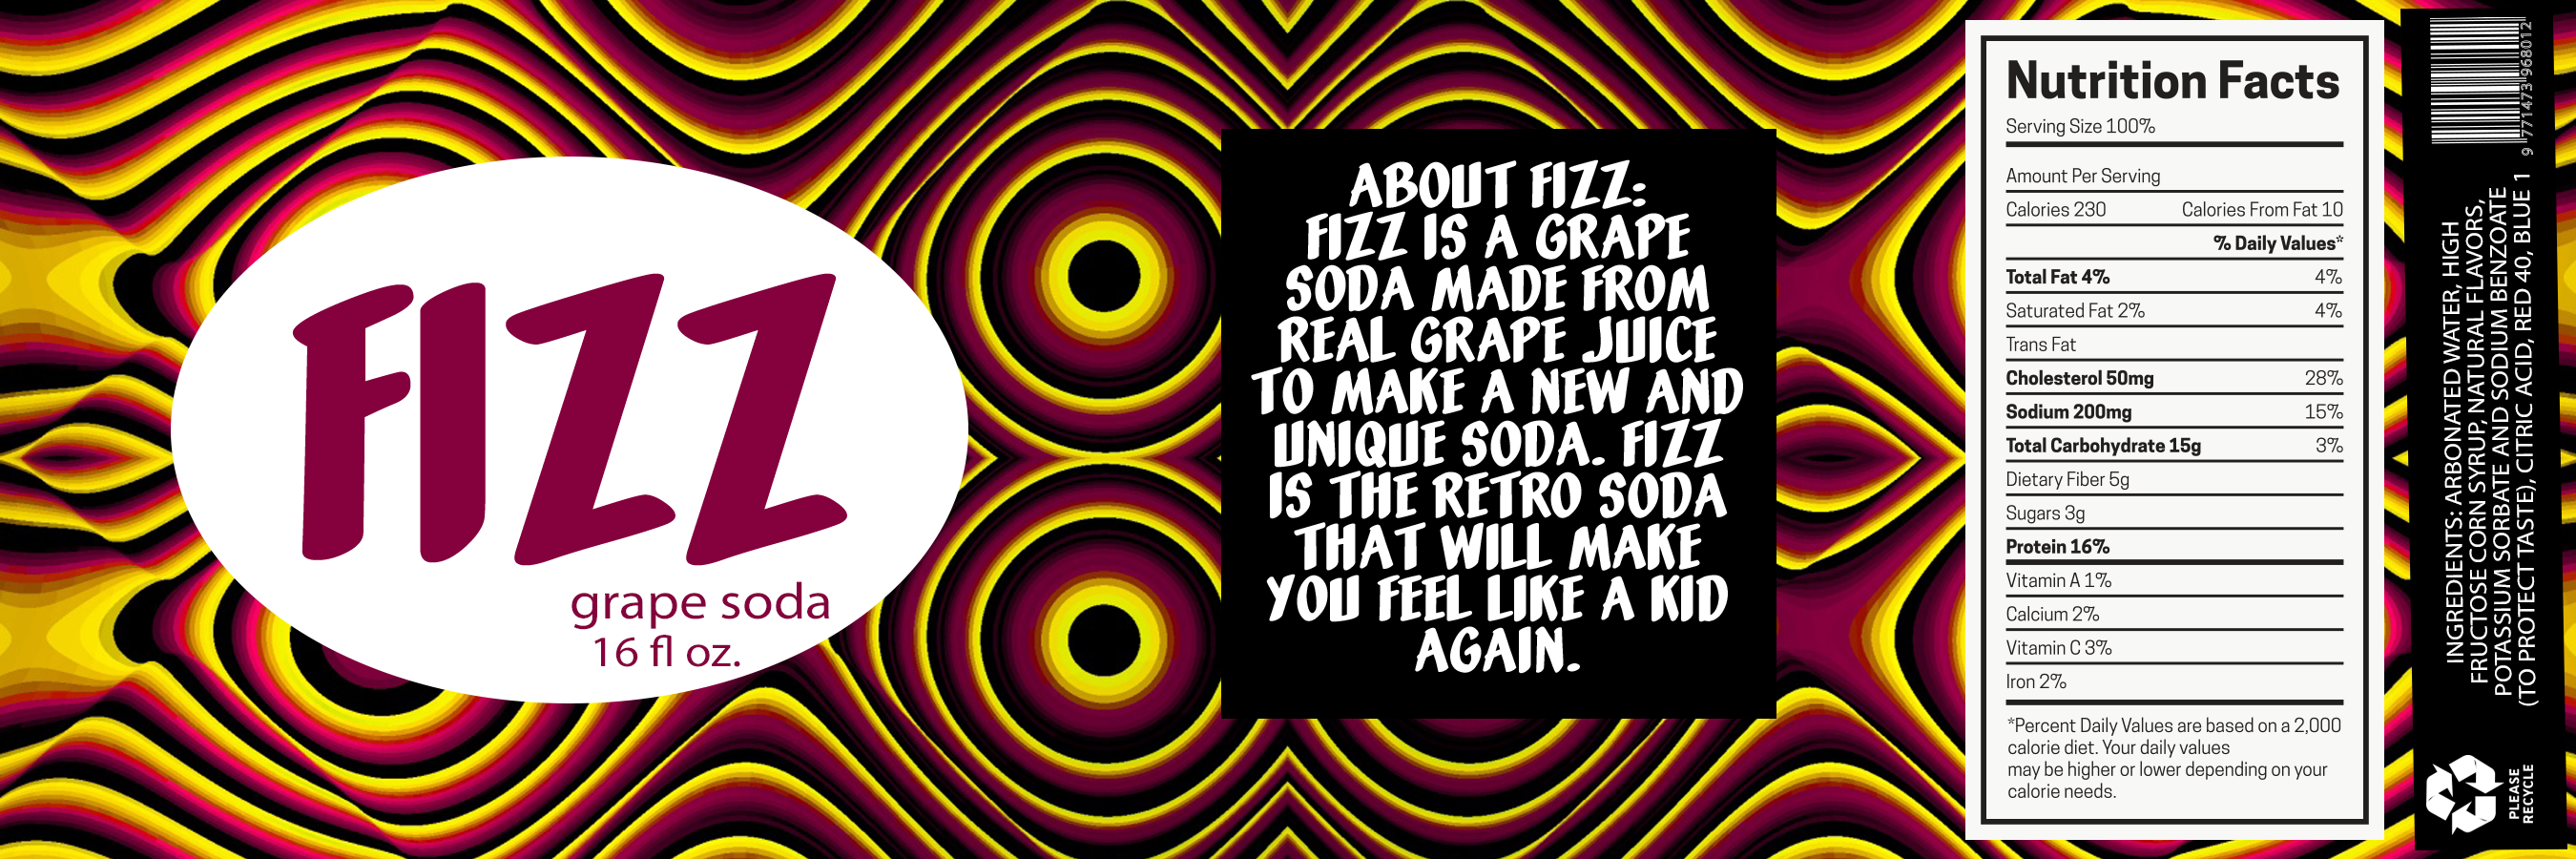 FIZZ
grape soda
16 fl oz.
ABOUT FIZZ:
FIZZ IS A GRAPE
SODA MADE FROM
REAL GRAPE JUICE
TO MAKE A NEW AND
UNIQUE SODA. FIZZ
IS THE RETRO SODA
THAT WILL MAKE
YOU FEEL LIKE A KID
AGAIN.
Nutrition Facts
Serving Size 100%
Amount Per Serving
Calories 230 Calories From Fat 10
% Daily Values*
Total Fat 4% 4%
Saturated Fat 2% 4%
Trans Fat
Cholesterol 50mg 28%
Sodium 200mg 15%
Total Carbohydrate 15g 3%
Dietary Fiber 5g
Sugars 3g
Protein 16%
Vitamin A 1%
Calcium 2%
Vitamin C 3%
Iron 2%
*Percent Daily Values are based on a 2,000
calorie diet. Your daily values
may be higher or lower depending on your
calorie needs.
INGREDIENTS: ARBONATED WATER, HIGH
FRUCTOSE CORN SYRUP, NATURAL FLAVORS,
POTASSIUM SORBATE AND SODIUM BENZOATE
(TO PROTECT TASTE), CITRIC ACID, RED 40, BLUE 1
9 771473 968012
PLEASE
RECYCLE